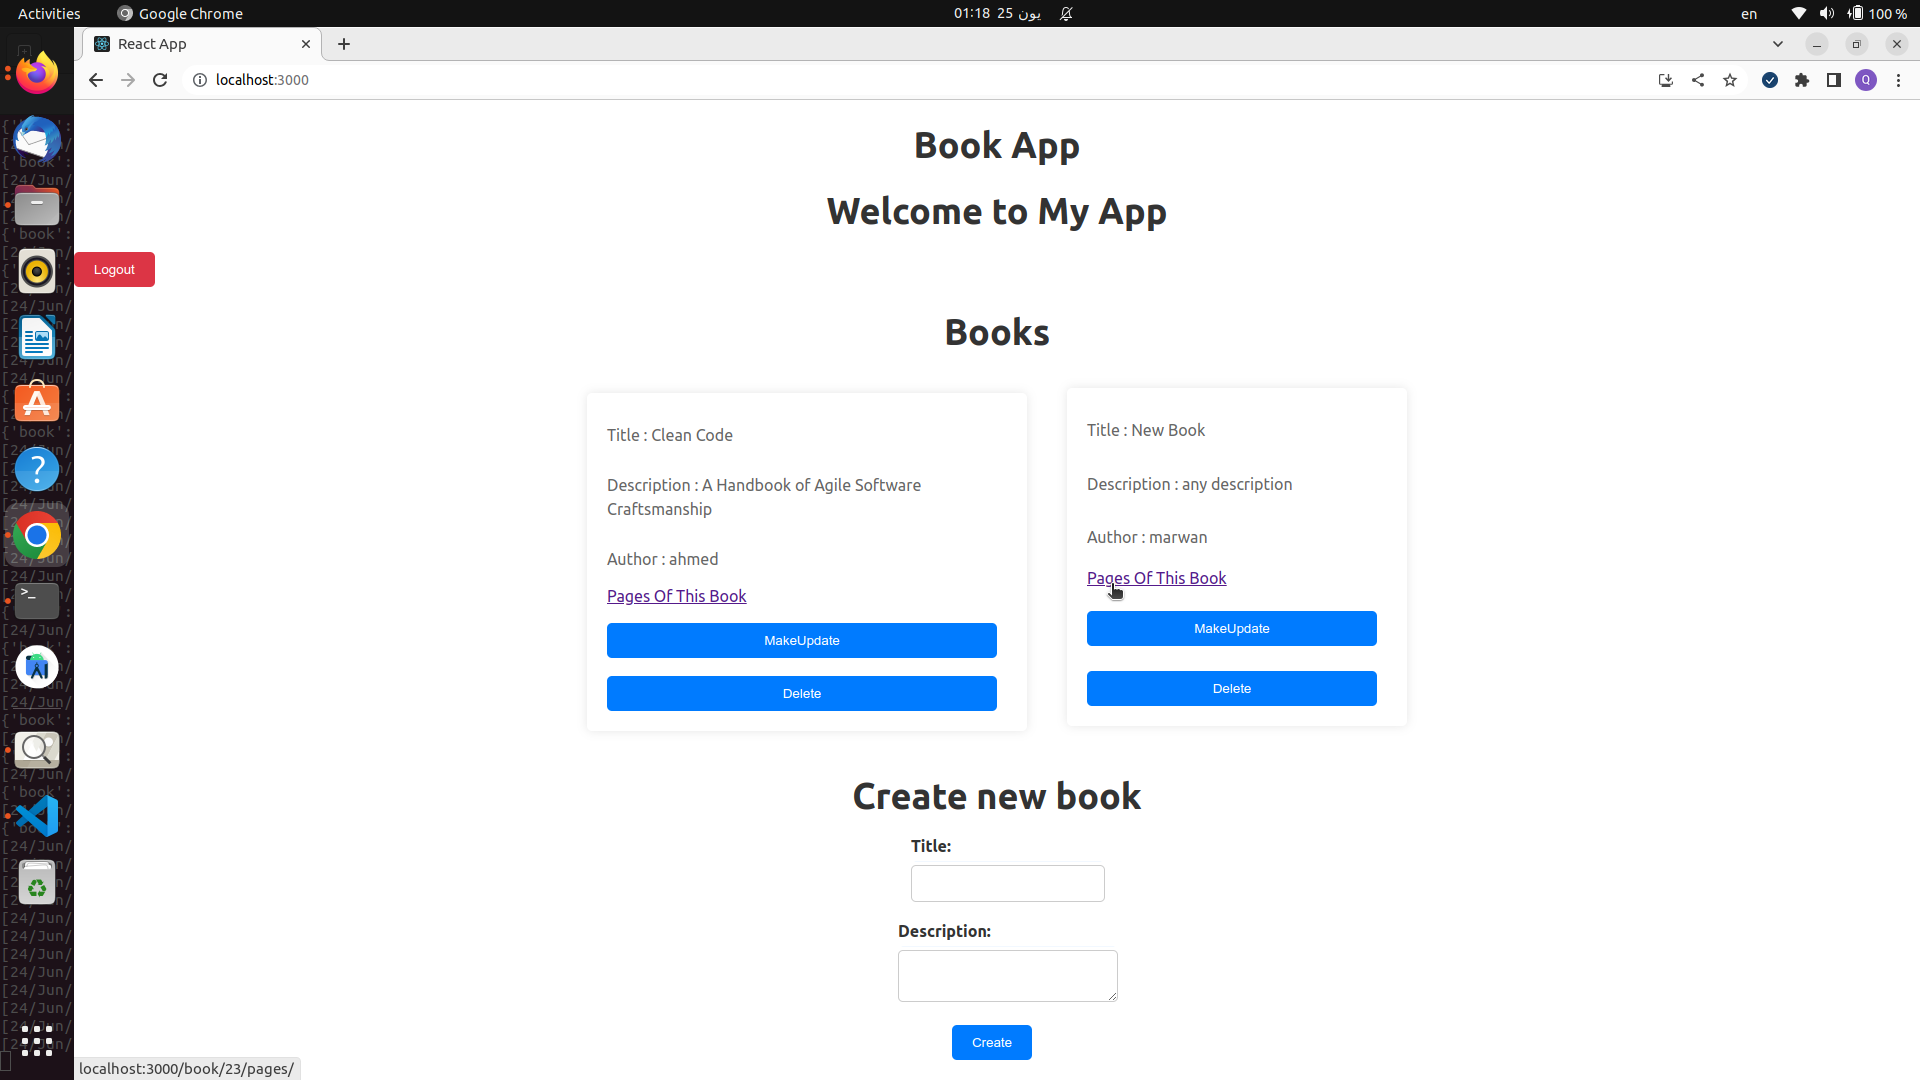 Activities
Google Chrome
01:18 25 يون
en
100 %
React App
localhost:3000
Q
Book App
Welcome to My App
Logout
Books
Title : Clean Code
Description : A Handbook of Agile Software
Craftsmanship
Author : ahmed
Pages Of This Book
MakeUpdate
Delete
Title : New Book
Description : any description
Author : marwan
Pages Of This Book
MakeUpdate
Delete
Create new book
Title:
Description:
Create
localhost:3000/book/23/pages/